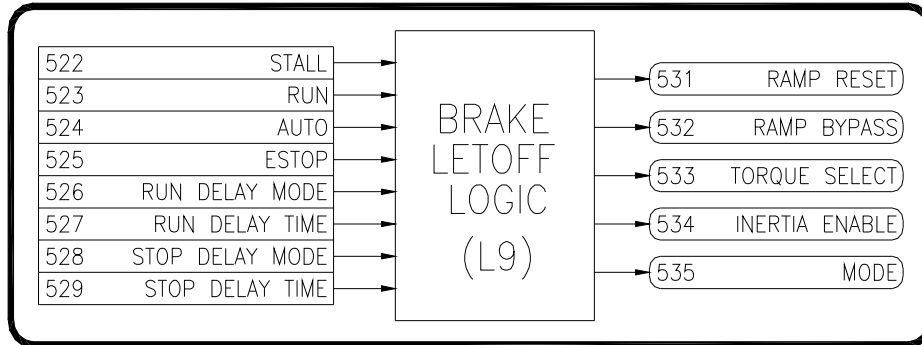 522 STALL
523 RUN
524 AUTO
525 ESTOP
526 RUN DELAY MODE
527 RUN DELAY TIME
528 STOP DELAY MODE
529 STOP DELAY TIME
BRAKE
LETOFF
LOGIC
(L9)
531 RAMP RESET
532 RAMP BYPASS
533 TORQUE SELECT
534 INERTIA ENABLE
535 MODE